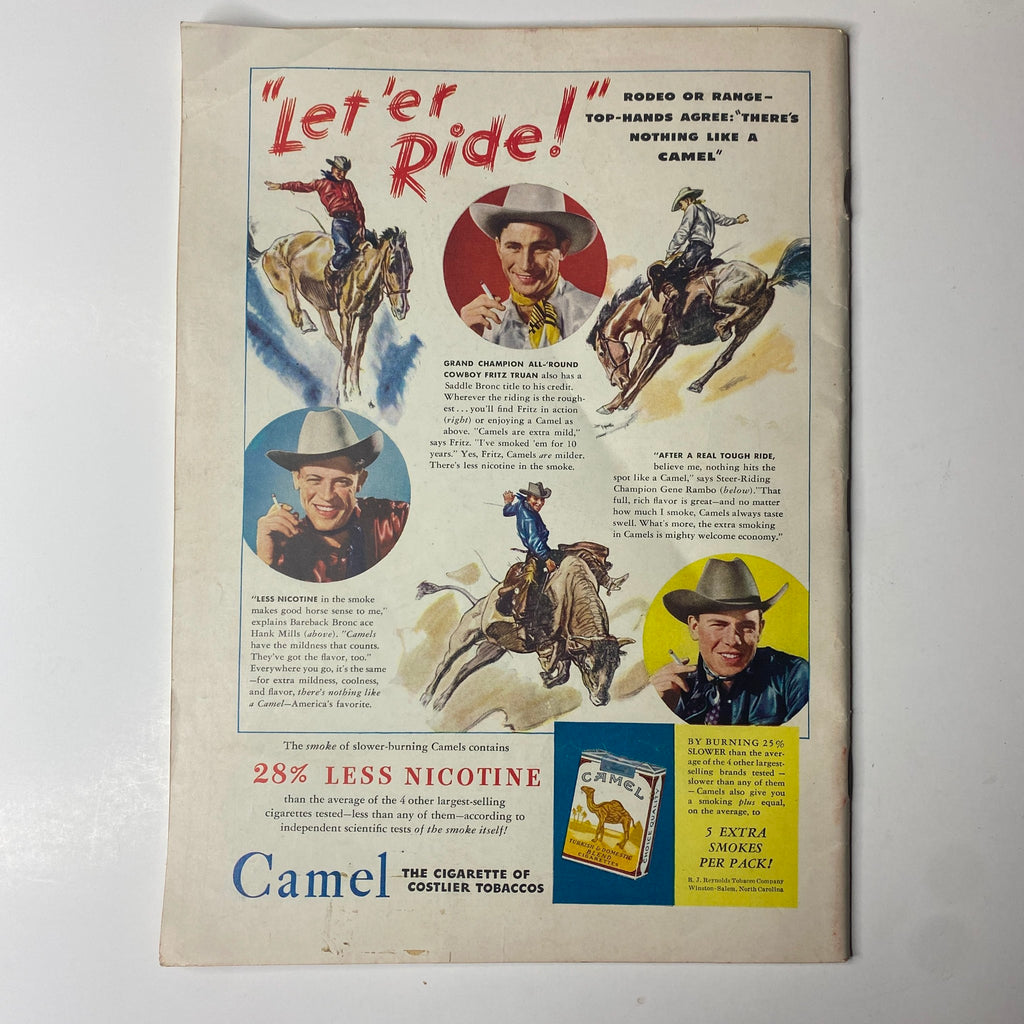 "Let 'er
Ride!"
RODEO OR RANGE—
TOP-HANDS AGREE: "THERE'S
NOTHING LIKE A
CAMEL"
GRAND CHAMPION ALL-'ROUND
COWBOY FRITZ TRUAN also has a
Saddle Bronc title to his credit.
Wherever the riding is the rough-
est . . . you'll find Fritz in action
(right) or enjoying a Camel as
above. "Camels are extra mild,"
says Fritz. "I've smoked 'em for 10
years." Yes, Fritz, Camels are milder.
There's less nicotine in the smoke.
"AFTER A REAL TOUGH RIDE,
believe me, nothing hits the
spot like a Camel," says Steer-Riding
Champion Gene Rambo (below). "That
full, rich flavor is great—and no matter
how much I smoke, Camels always taste
swell. What's more, the extra smoking
in Camels is mighty welcome economy."
"LESS NICOTINE in the smoke
makes good horse sense to me,"
explains Bareback Bronc ace
Hank Mills (above). "Camels
have the mildness that counts.
They've got the flavor, too."
Everywhere you go, it's the same
—for extra mildness, coolness,
and flavor, there's nothing like
a Camel—America's favorite.
The smoke of slower-burning Camels contains
28% LESS NICOTINE
than the average of the 4 other largest-selling
cigarettes tested—less than any of them—according to
independent scientific tests of the smoke itself!
Camel
THE CIGARETTE OF
COSTLIER TOBACCOS
CAMEL
TURKISH & DOMESTIC
BLEND
CIGARETTES
CHOICE QUALITY
BY BURNING 25%
SLOWER than the aver-
age of the 4 other largest-
selling brands tested —
slower than any of them
— Camels also give you
a smoking plus equal,
on the average, to
5 EXTRA
SMOKES
PER PACK!
R. J. Reynolds Tobacco Company
Winston-Salem, North Carolina